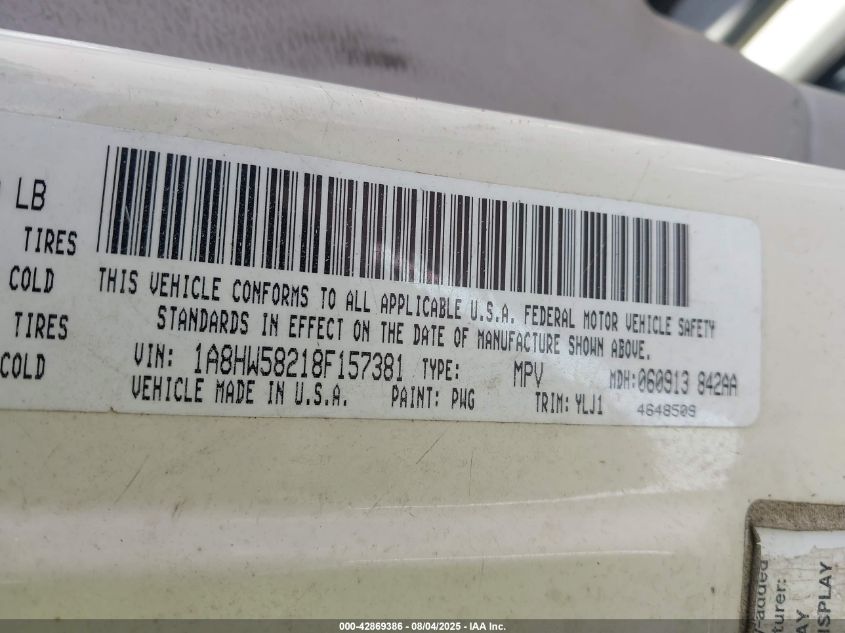 LB
TIRES
COLD
TIRES
COLD
THIS VEHICLE CONFORMS TO ALL APPLICABLE U.S.A. FEDERAL MOTOR VEHICLE SAFETY
STANDARDS IN EFFECT ON THE DATE OF MANUFACTURE SHOWN ABOVE.
VIN: 1A8HW58218F157381 TYPE: MPV MDH:060913 842AA
VEHICLE MADE IN U.S.A. PAINT: PWG TRIM: YLJ1 4648509
DISPLAY
000-42869386 - 08/04/2025 - IAA Inc.